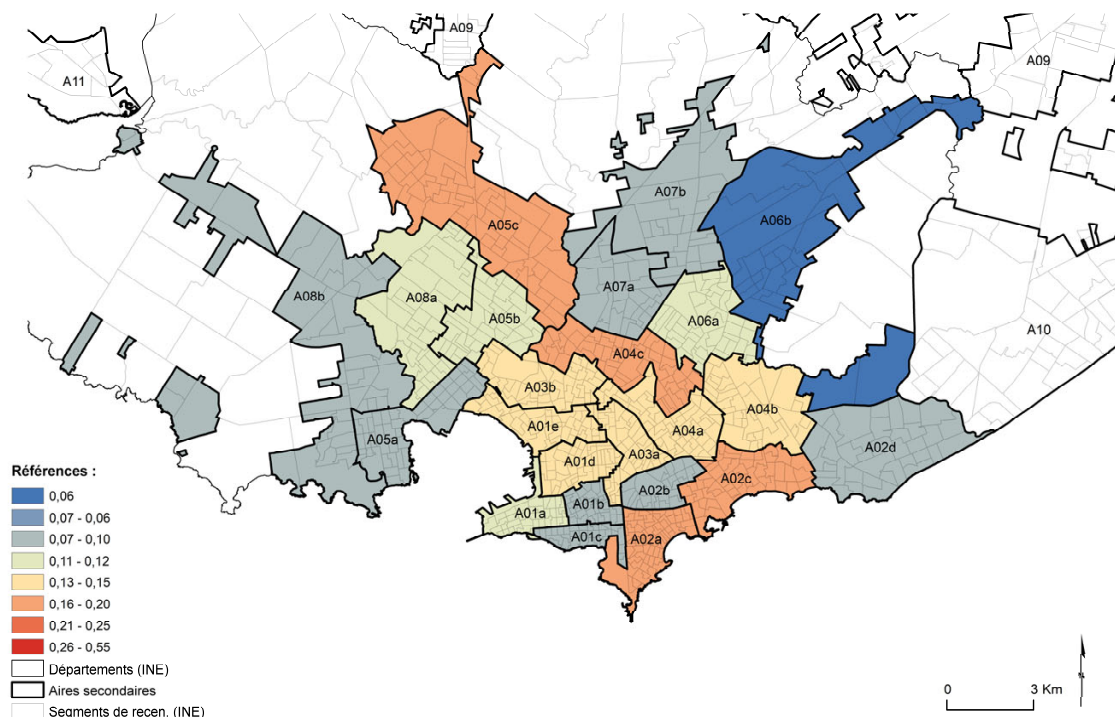 A09
A11
A09
A07b
A06b
A05c
A07a
A08b
A08a
A05b
A06a
A10
A04c
A03b
A04b
A01e
A04a
A05a
A02d
A03a
A01d
A02c
A02b
A01b
A01a
A01c
A02a
Références :
0,06
0,07 - 0,06
0,07 - 0,10
0,11 - 0,12
0,13 - 0,15
0,16 - 0,20
0,21 - 0,25
0,26 - 0,55
Départements (INE)
Aires secondaires
Segments de recen. (INE)
0 3 Km